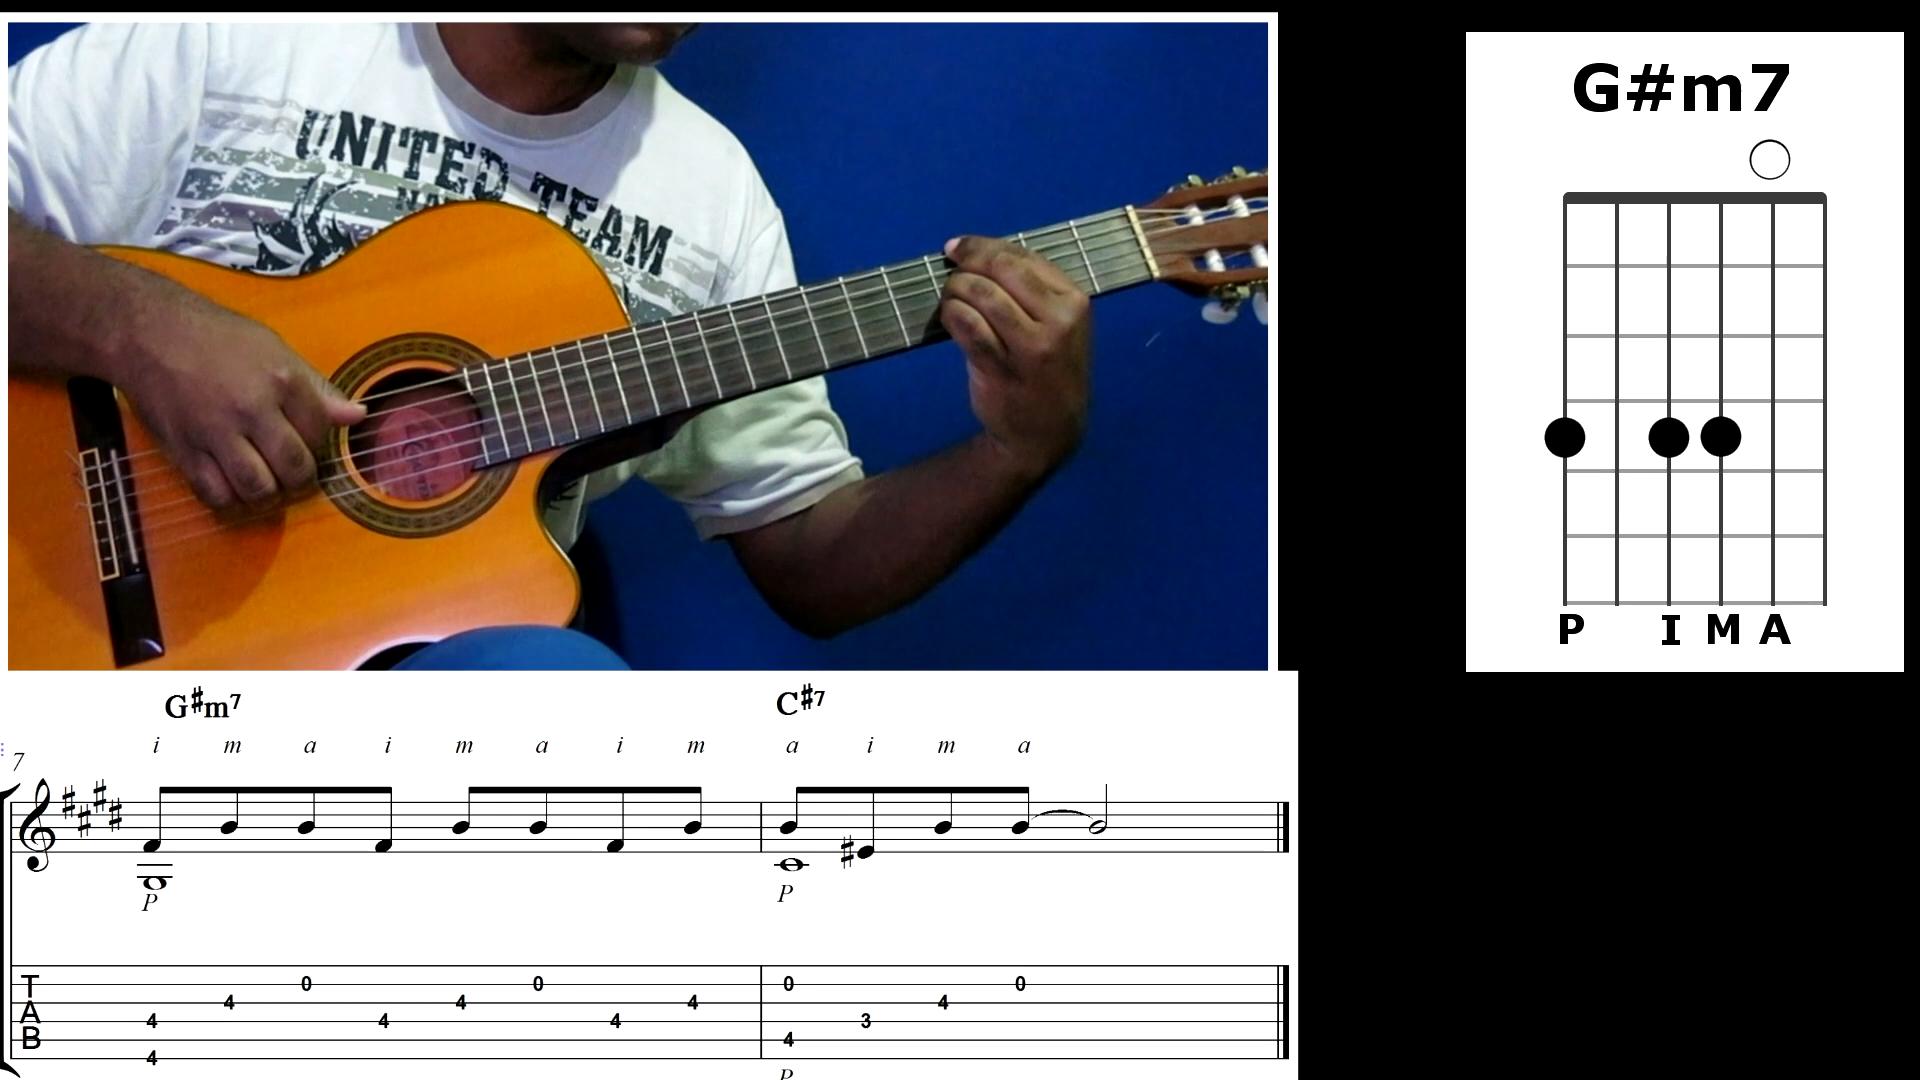 UNITED TEAM
G#m7
P I M A
G♯m7 C♯7
i m a i m a i m a i m a
7
P P
0 0 0 0
T
4 4 4 4
A
4 4 4 3
B
4
4
P